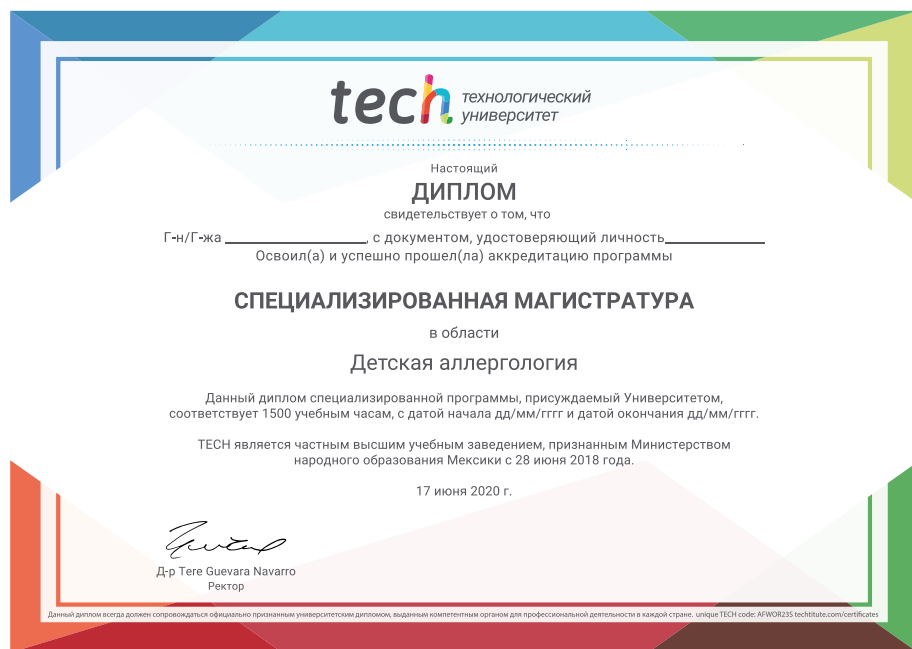 tech технологический
университет
Настоящий
ДИПЛОМ
свидетельствует о том, что
Г-н/Г-жа ____________, с документом, удостоверяющий личность____________
Освоил(а) и успешно прошел(ла) аккредитацию программы
СПЕЦИАЛИЗИРОВАННАЯ МАГИСТРАТУРА
в области
Детская аллергология
Данный диплом специализированной программы, присуждаемый Университетом,
соответствует 1500 учебным часам, с датой начала дд/мм/гггг и датой окончания дд/мм/гггг.
TECH является частным высшим учебным заведением, признанным Министерством
народного образования Мексики с 28 июня 2018 года.
17 июня 2020 г.
Д-р Tere Guevara Navarro
Ректор
Данный диплом всегда должен сопровождаться официально признанным университетским дипломом, выданным компетентным органом для профессиональной деятельности в каждой стране. unique TECH code: AFWOR23S techtitute.com/certificates